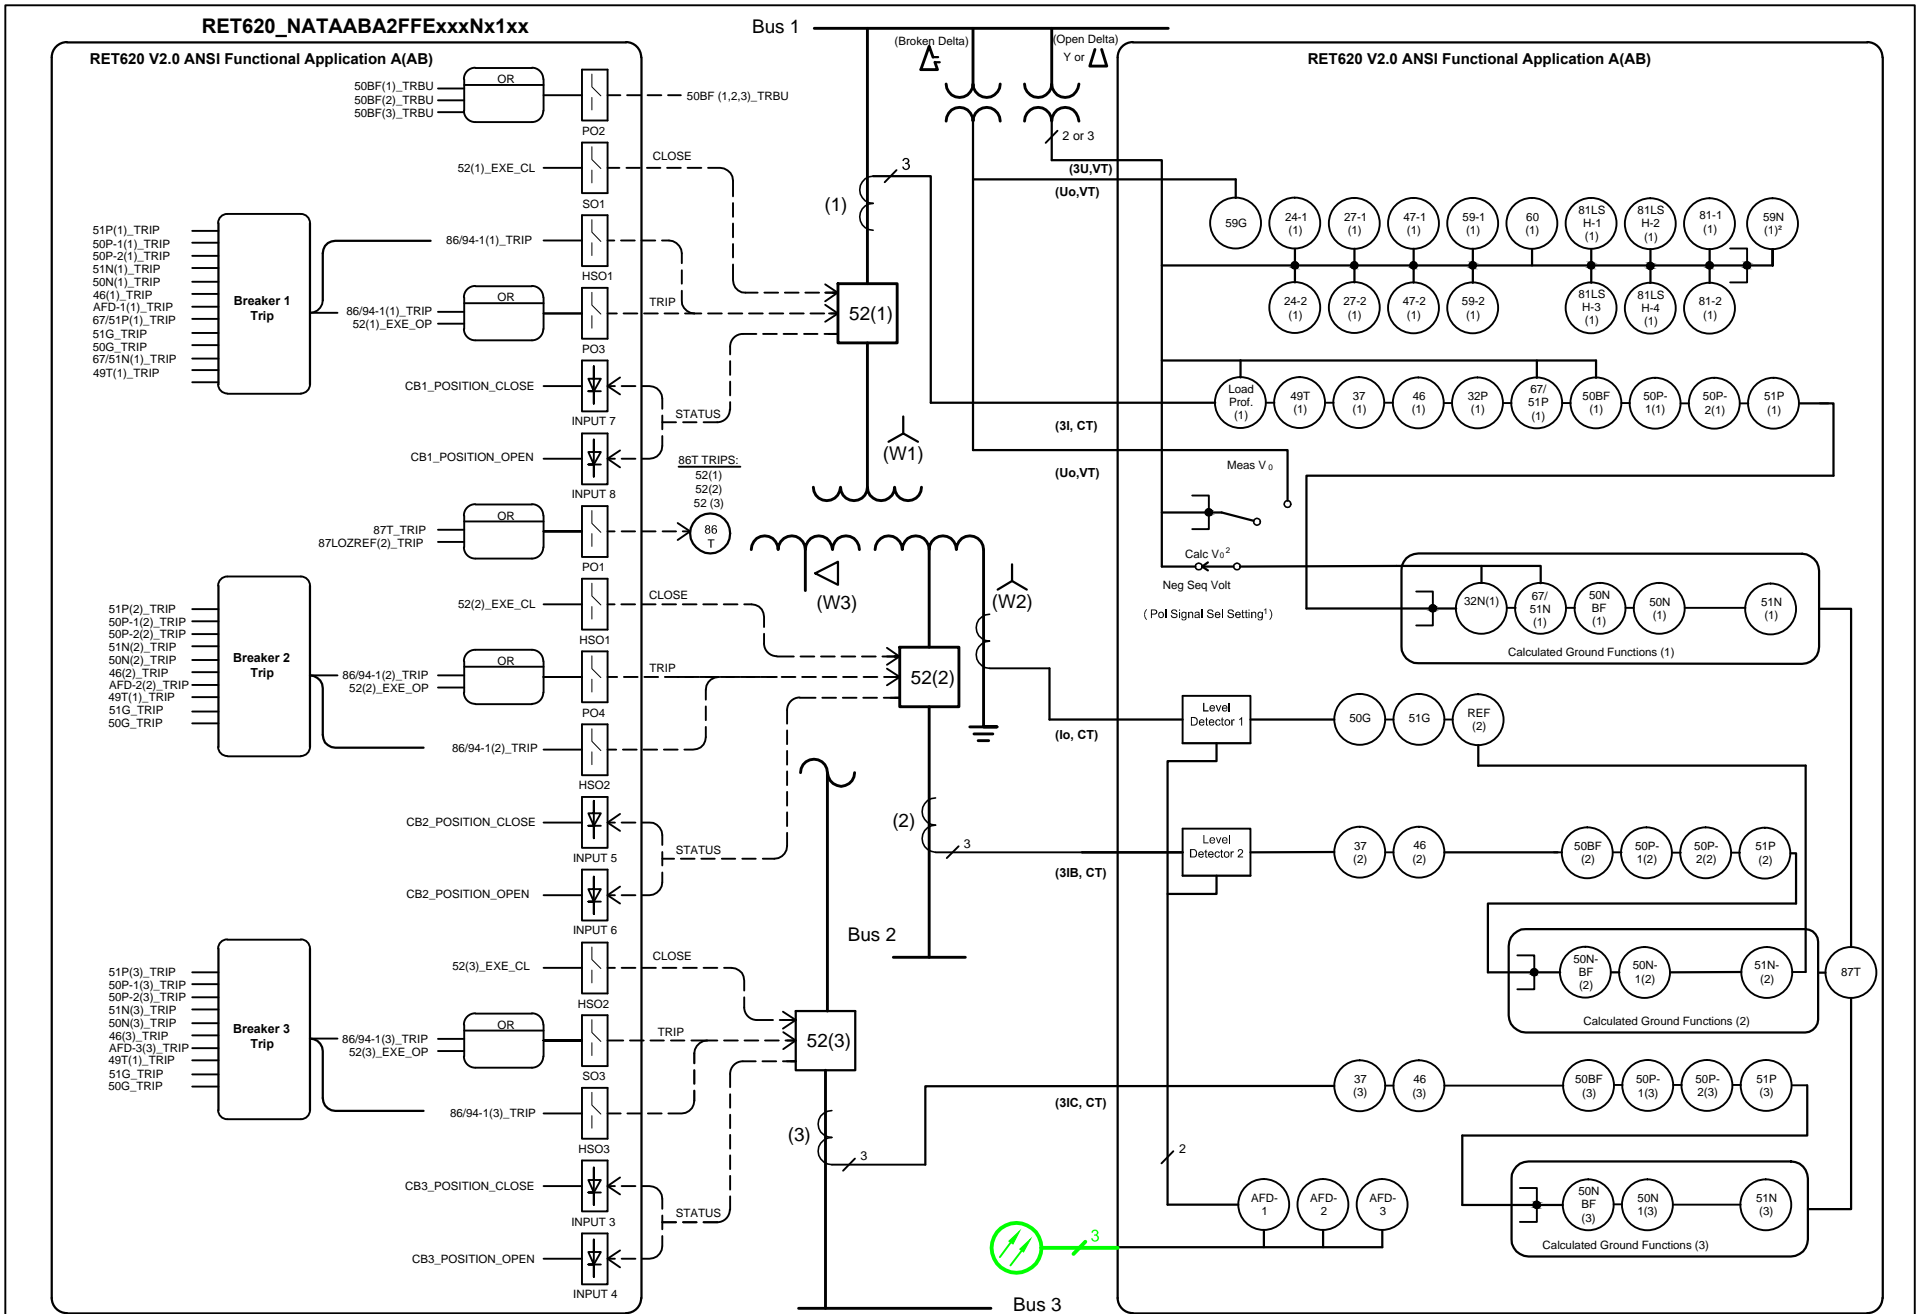 RET620_NATAABA2FFExxxNx1xx
RET620 V2.0 ANSI Functional Application A(AB)
50BF(1)_TRBU
50BF(2)_TRBU
50BF(3)_TRBU
OR
PO2
50BF (1,2,3)_TRBU
52(1)_EXE_CL
SO1
CLOSE
51P(1)_TRIP
50P-1(1)_TRIP
50P-2(1)_TRIP
51N(1)_TRIP
50N(1)_TRIP
46(1)_TRIP
AFD-1(1)_TRIP
67/51P(1)_TRIP
51G_TRIP
50G_TRIP
67/51N(1)_TRIP
49T(1)_TRIP
Breaker 1
Trip
86/94-1(1)_TRIP
HSO1
86/94-1(1)_TRIP
52(1)_EXE_OP
OR
PO3
TRIP
CB1_POSITION_CLOSE
INPUT 7
STATUS
CB1_POSITION_OPEN
INPUT 8
87T_TRIP
87LOZREF(2)_TRIP
OR
PO1
86T TRIPS:
52(1)
52(2)
52 (3)
86
T
51P(2)_TRIP
50P-1(2)_TRIP
50P-2(2)_TRIP
51N(2)_TRIP
50N(2)_TRIP
46(2)_TRIP
AFD-2(2)_TRIP
49T(1)_TRIP
51G_TRIP
50G_TRIP
Breaker 2
Trip
52(2)_EXE_CL
HSO1
CLOSE
86/94-1(2)_TRIP
52(2)_EXE_OP
OR
PO4
TRIP
86/94-1(2)_TRIP
HSO2
CB2_POSITION_CLOSE
INPUT 5
STATUS
CB2_POSITION_OPEN
INPUT 6
51P(3)_TRIP
50P-1(3)_TRIP
50P-2(3)_TRIP
51N(3)_TRIP
50N(3)_TRIP
46(3)_TRIP
AFD-3(3)_TRIP
49T(1)_TRIP
51G_TRIP
50G_TRIP
Breaker 3
Trip
52(3)_EXE_CL
HSO2
CLOSE
86/94-1(3)_TRIP
52(3)_EXE_OP
OR
SO3
TRIP
86/94-1(3)_TRIP
HSO3
CB3_POSITION_CLOSE
INPUT 3
STATUS
CB3_POSITION_OPEN
INPUT 4
Bus 1
(Broken Delta)
(Open Delta)
Y or
2 or 3
3
(1)
52(1)
(W1)
(W3)
(W2)
52(2)
(2)
3
Bus 2
52(3)
(3)
3
Bus 3
3
(3U,VT)
(Uo,VT)
(3I, CT)
(Uo,VT)
(Io, CT)
(3IB, CT)
(3IC, CT)
RET620 V2.0 ANSI Functional Application A(AB)
59G
24-1
(1)
27-1
(1)
47-1
(1)
59-1
(1)
60
(1)
81LS
H-1
(1)
81LS
H-2
(1)
81-1
(1)
59N
(1)²
24-2
(1)
27-2
(1)
47-2
(1)
59-2
(1)
81LS
H-3
(1)
81LS
H-4
(1)
81-2
(1)
Load
Prof.
(1)
49T
(1)
37
(1)
46
(1)
32P
(1)
67/
51P
(1)
50BF
(1)
50P-
1(1)
50P-
2(1)
51P
(1)
Meas V0
Calc V0²
Neg Seq Volt
( Pol Signal Sel Setting¹)
32N(1)
67/
51N
(1)
50N
BF
(1)
50N
(1)
51N
(1)
Calculated Ground Functions (1)
Level
Detector 1
50G
51G
REF
(2)
Level
Detector 2
37
(2)
46
(2)
50BF
(2)
50P-
1(2)
50P-
2(2)
51P
(2)
50N-
BF
(2)
50N-
1(2)
51N-
(2)
Calculated Ground Functions (2)
87T
37
(3)
46
(3)
50BF
(3)
50P-
1(3)
50P-
2(3)
51P
(3)
2
AFD-
1
AFD-
2
AFD-
3
50N
BF
(3)
50N
1(3)
51N
(3)
Calculated Ground Functions (3)